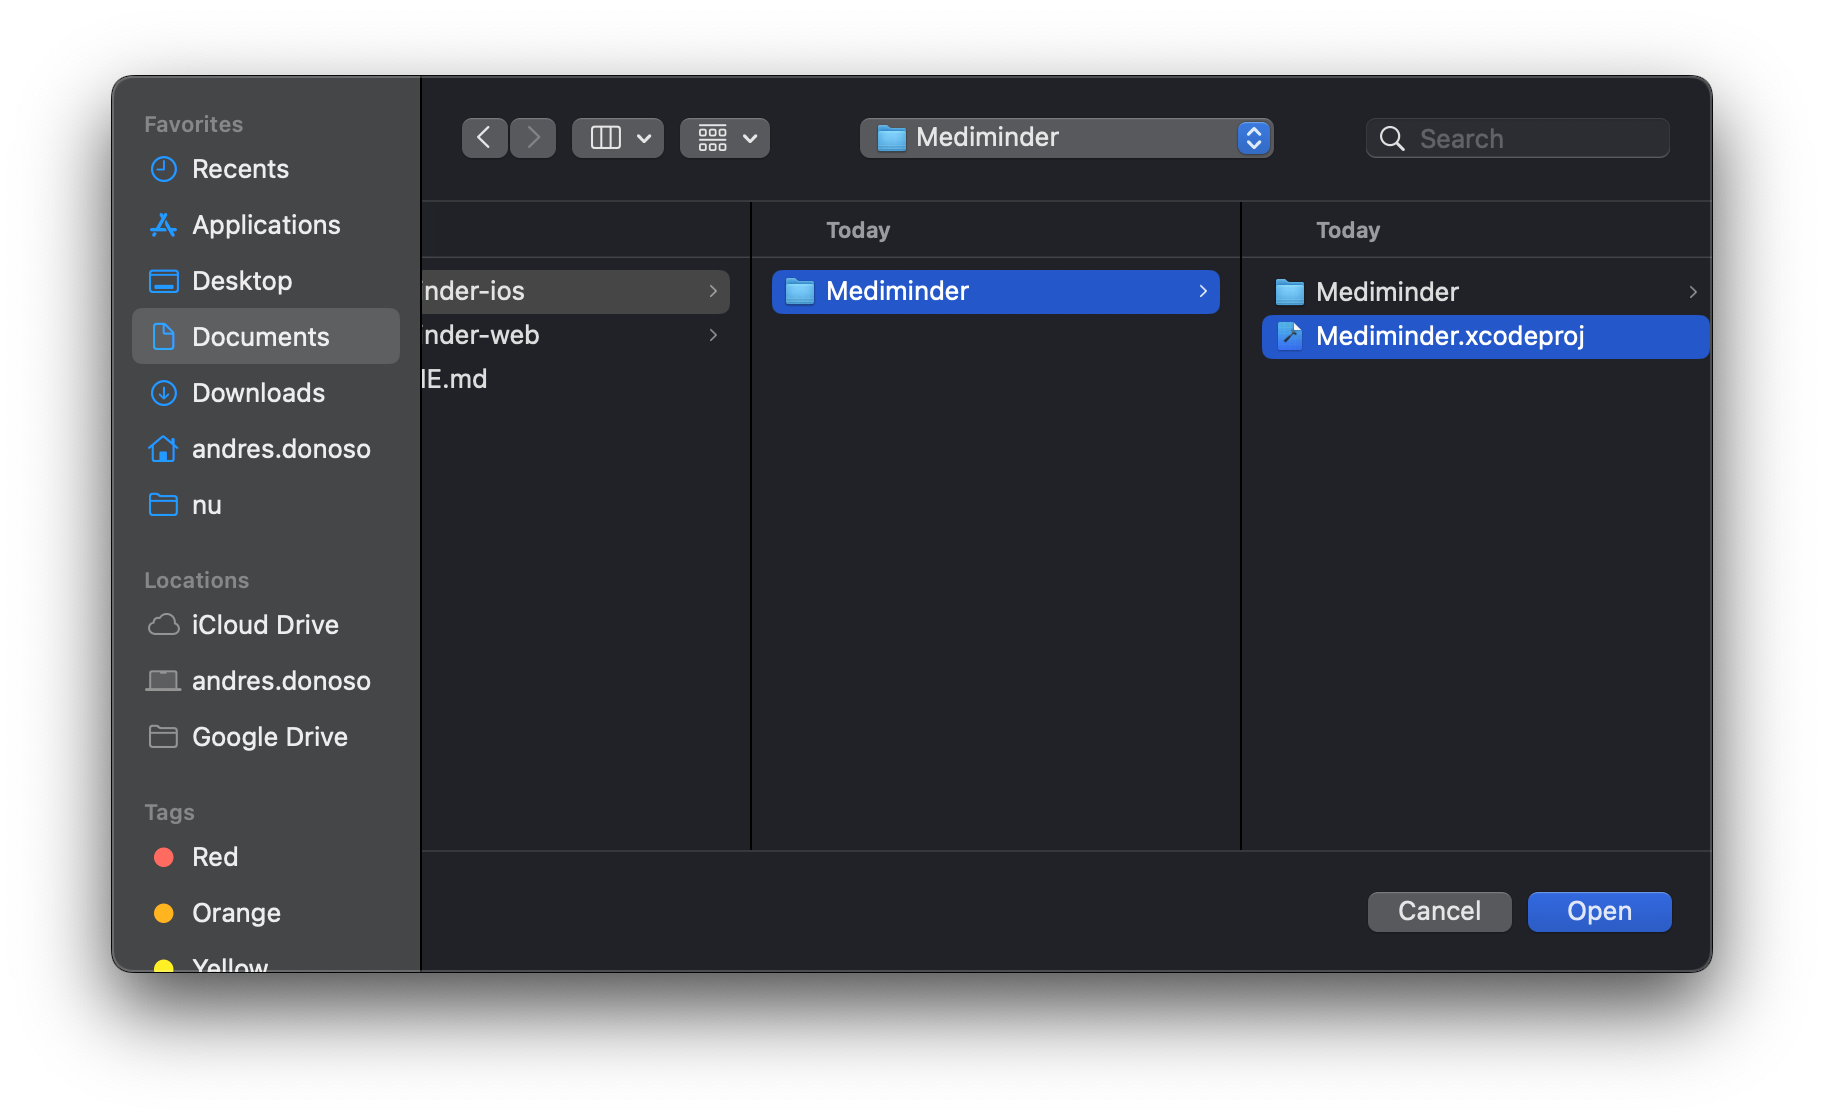 Favorites
Recents
Applications
Desktop
Documents
Downloads
andres.donoso
nu
Locations
iCloud Drive
andres.donoso
Google Drive
Tags
Red
Orange
Yellow
Mediminder
Search
nder-ios
nder-web
E.md
Today
Mediminder
Today
Mediminder
Mediminder.xcodeproj
Cancel
Open